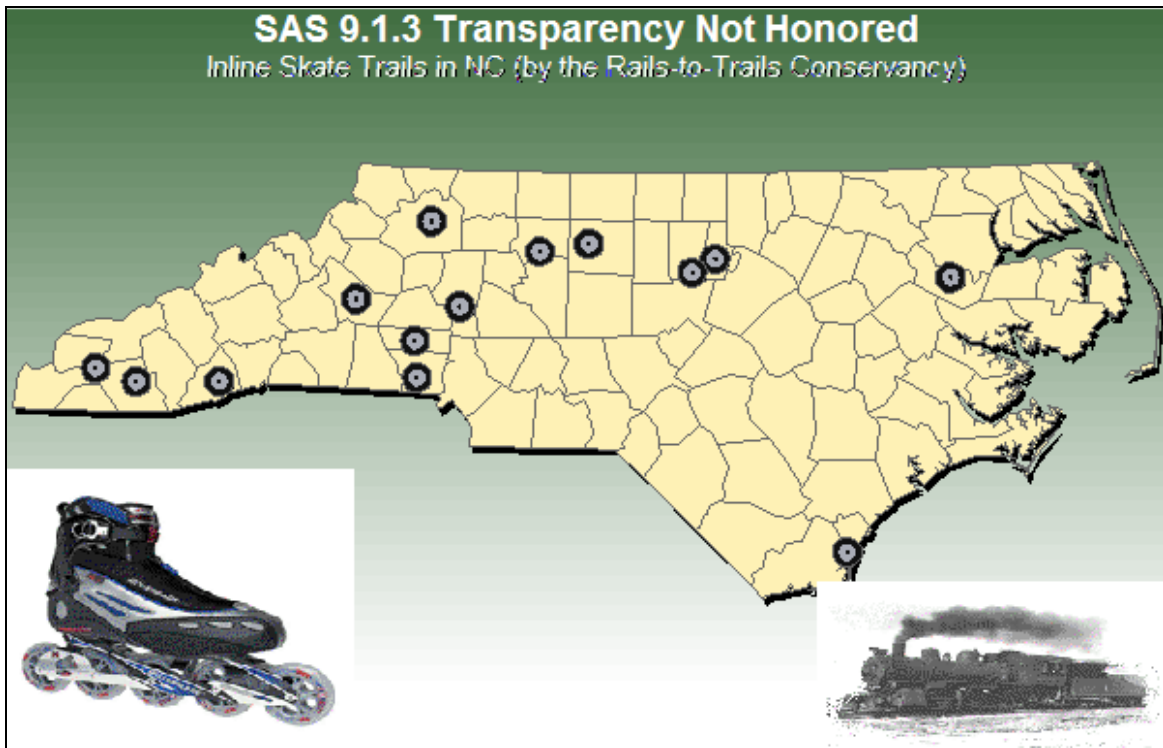 SAS 9.1.3 Transparency Not Honored
Inline Skate Trails in NC (by the Rails-to-Trails Conservancy)